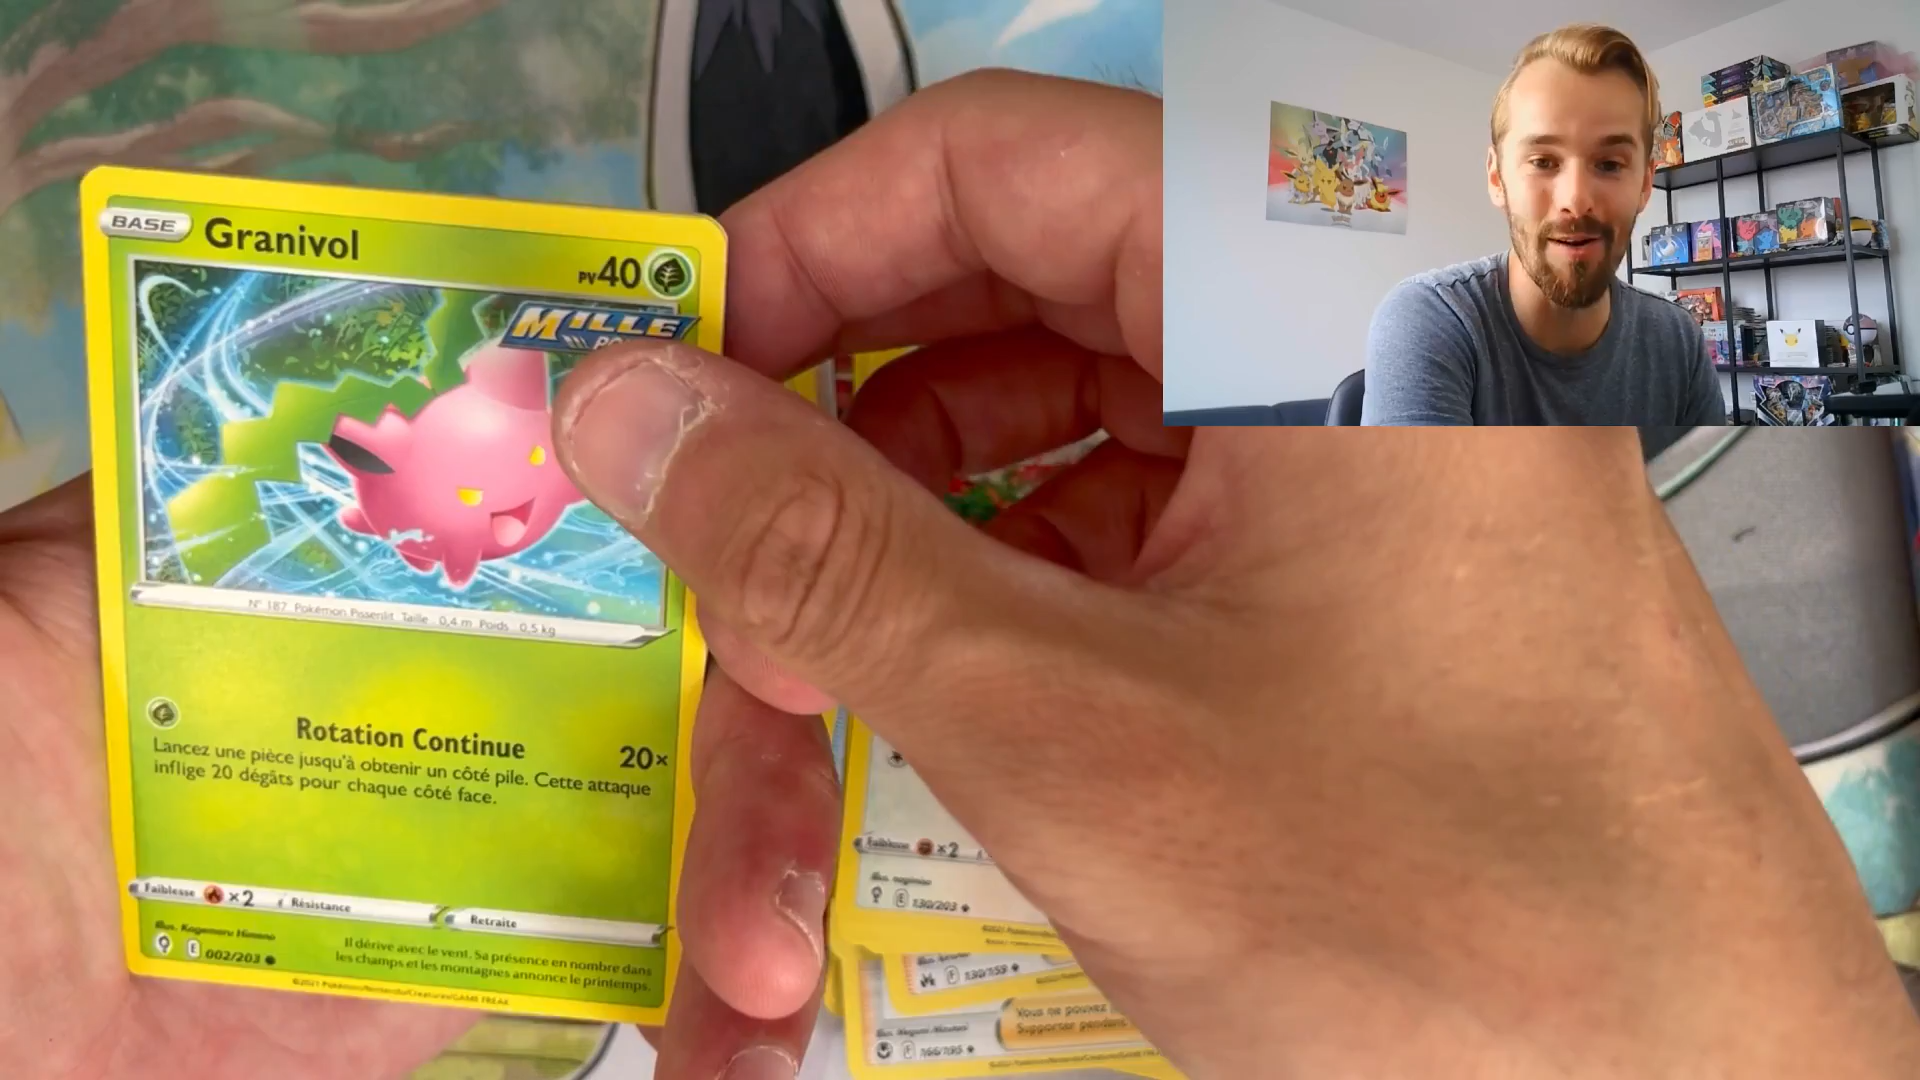 BASE Granivol
PV 40
MILLE
N° 187 Pokémon Pissenlit Taille 0,4 m Poids 0,5 kg
Rotation Continue 20×
Lancez une pièce jusqu'à obtenir un côté pile. Cette attaque
inflige 20 dégâts pour chaque côté face.
Faiblesse ×2 Résistance Retraite
Illus. Kagemaru Himeno
E 002/203
Il dérive avec le vent. Sa présence en nombre dans
les champs et les montagnes annonce le printemps.
©2021 Pokémon/Nintendo/Creatures/GAME FREAK
Faiblesse ×2
E 130/203
F 130/159
Vous ne pouvez
Supporter pendant
F 166/195